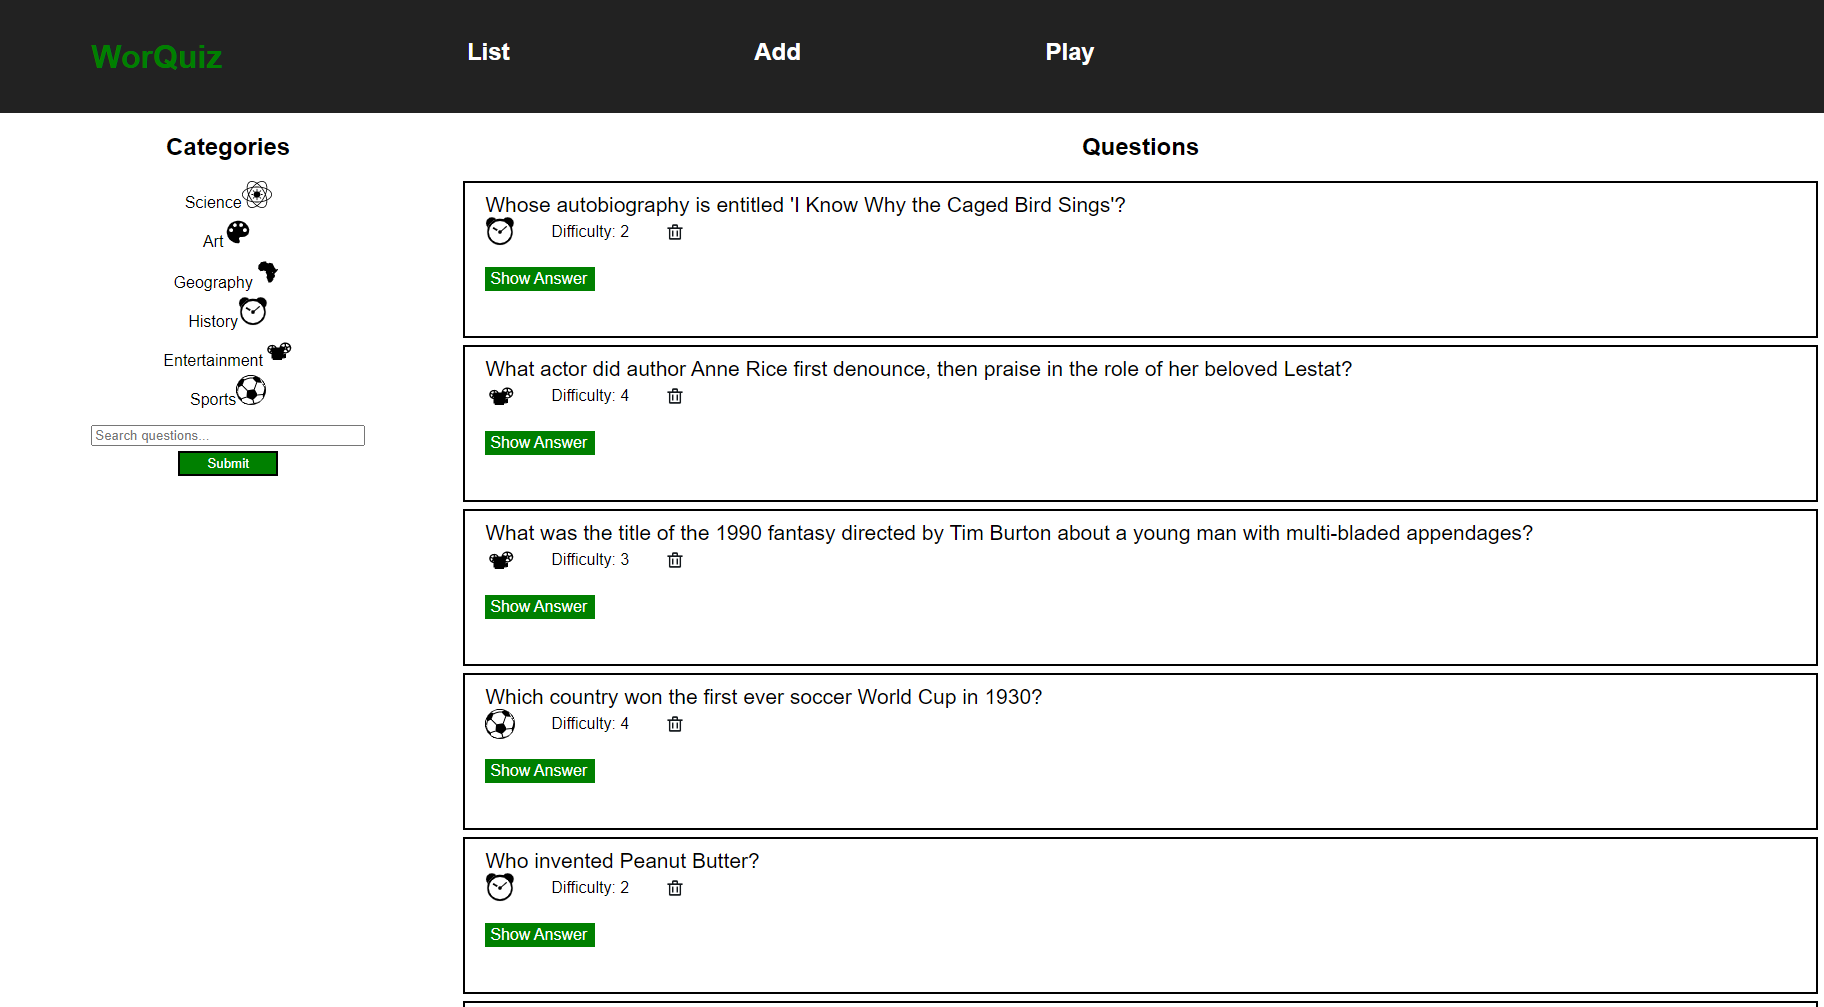 WorQuiz
List
Add
Play
Categories
Science
Art
Geography
History
Entertainment
Sports
Search questions...
Submit
Questions
Whose autobiography is entitled 'I Know Why the Caged Bird Sings'?
Difficulty: 2
Show Answer
What actor did author Anne Rice first denounce, then praise in the role of her beloved Lestat?
Difficulty: 4
Show Answer
What was the title of the 1990 fantasy directed by Tim Burton about a young man with multi-bladed appendages?
Difficulty: 3
Show Answer
Which country won the first ever soccer World Cup in 1930?
Difficulty: 4
Show Answer
Who invented Peanut Butter?
Difficulty: 2
Show Answer